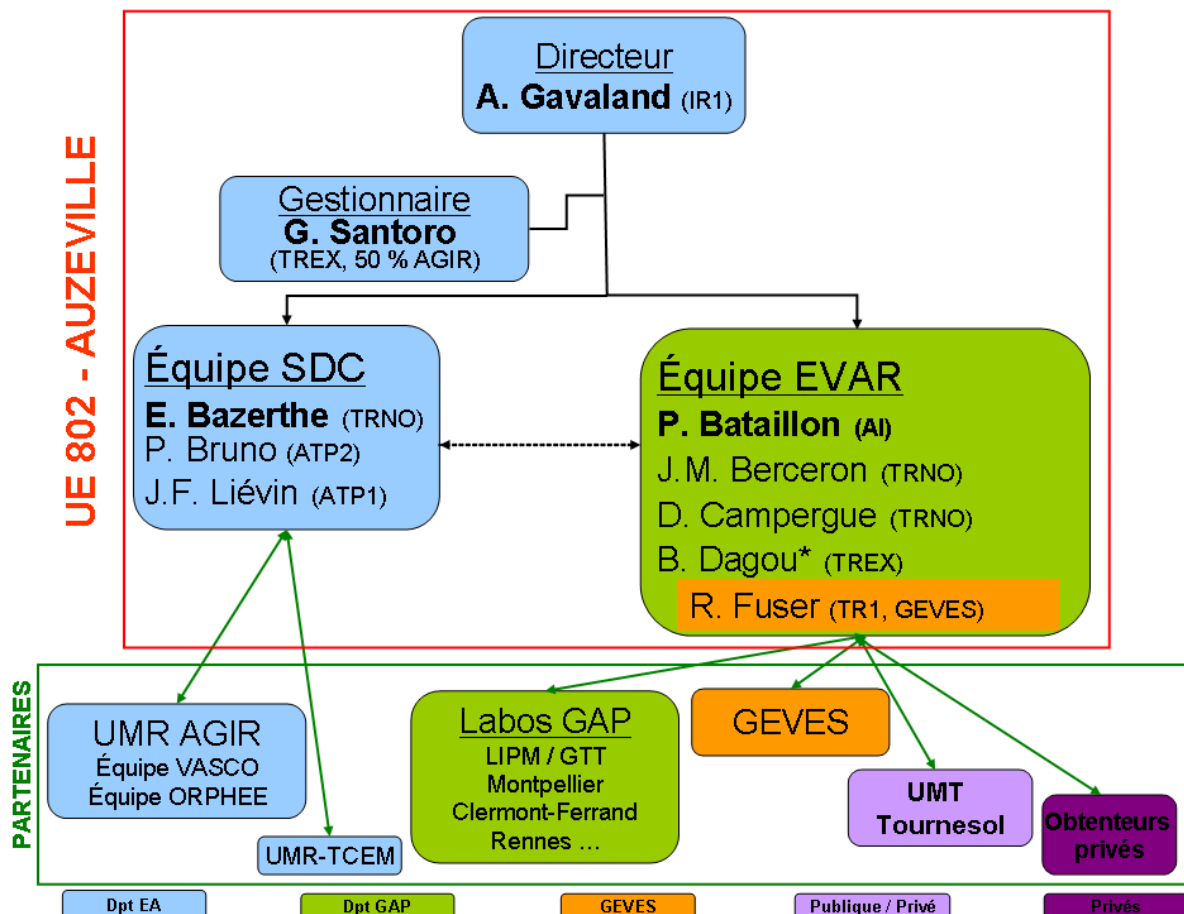 UE 802 - AUZEVILLE
Directeur
A. Gavaland (IR1)
Gestionnaire
G. Santoro
(TREX, 50 % AGIR)
Équipe SDC
E. Bazerthe (TRNO)
P. Bruno (ATP2)
J.F. Liévin (ATP1)
Équipe EVAR
P. Bataillon (AI)
J.M. Berceron (TRNO)
D. Campergue (TRNO)
B. Dagou* (TREX)
R. Fuser (TR1, GEVES)
PARTENAIRES
UMR AGIR
Équipe VASCO
Équipe ORPHEE
UMR-TCEM
Labos GAP
LIPM / GTT
Montpellier
Clermont-Ferrand
Rennes ...
GEVES
UMT
Tournesol
Obtenteurs
privés
Dpt EA
Dpt GAP
GEVES
Publique / Privé
Privés